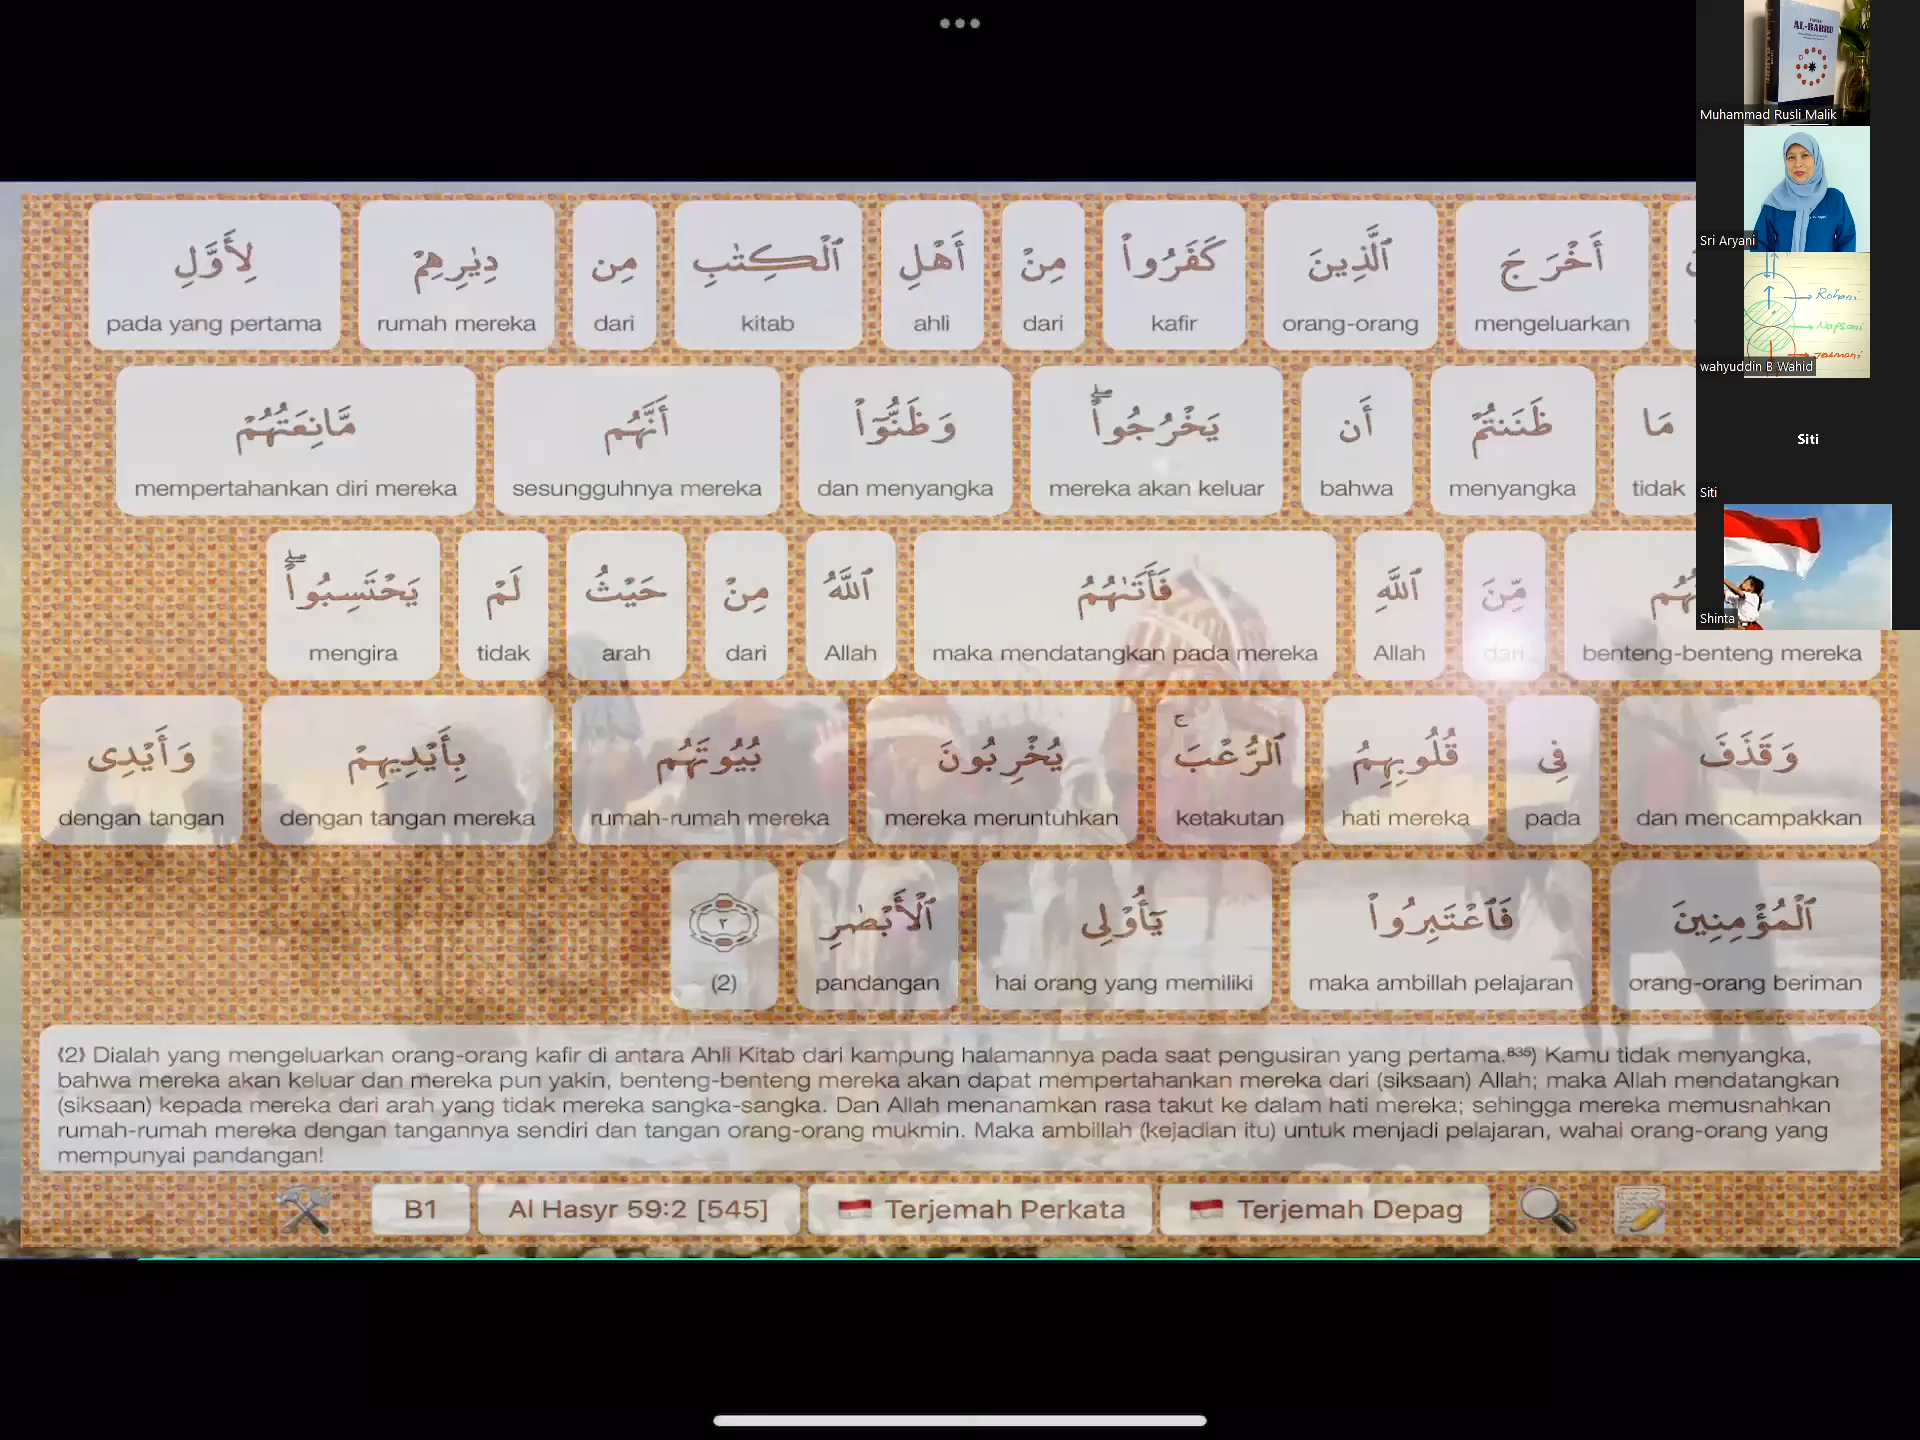 أَخْرَجَ ٱلَّذِينَ كَفَرُوا۟ مِنْ أَهْلِ ٱلْكِتَٰبِ مِن دِيَٰرِهِمْ لِأَوَّلِ
mengeluarkan orang-orang kafir dari ahli kitab dari rumah mereka pada yang pertama
مَا ظَنَنتُمْ أَن يَخْرُجُوا۟ ۖ وَظَنُّوٓا۟ أَنَّهُم مَّانِعَتُهُمْ
tidak menyangka bahwa mereka akan keluar dan menyangka sesungguhnya mereka mempertahankan diri mereka
مِّنَ ٱللَّهِ فَأَتَىٰهُمُ ٱللَّهُ مِنْ حَيْثُ لَمْ يَحْتَسِبُوا۟ ۖ
benteng-benteng mereka dari Allah maka mendatangkan pada mereka Allah dari arah tidak mengira
وَقَذَفَ فِى قُلُوبِهِمُ ٱلرُّعْبَ ۚ يُخْرِبُونَ بُيُوتَهُم بِأَيْدِيهِمْ وَأَيْدِى
dan mencampakkan pada hati mereka ketakutan mereka meruntuhkan rumah-rumah mereka dengan tangan mereka dengan tangan
ٱلْمُؤْمِنِينَ فَٱعْتَبِرُوا۟ يَٰٓأُو۟لِى ٱلْأَبْصَٰرِ ٢
orang-orang beriman maka ambillah pelajaran hai orang yang memiliki pandangan (2)
{2} Dialah yang mengeluarkan orang-orang kafir di antara Ahli Kitab dari kampung halamannya pada saat pengusiran yang pertama.⁸³⁵) Kamu tidak menyangka,
bahwa mereka akan keluar dan mereka pun yakin, benteng-benteng mereka akan dapat mempertahankan mereka dari (siksaan) Allah; maka Allah mendatangkan
(siksaan) kepada mereka dari arah yang tidak mereka sangka-sangka. Dan Allah menanamkan rasa takut ke dalam hati mereka; sehingga mereka memusnahkan
rumah-rumah mereka dengan tangannya sendiri dan tangan orang-orang mukmin. Maka ambillah (kejadian itu) untuk menjadi pelajaran, wahai orang-orang yang
mempunyai pandangan!
B1 Al Hasyr 59:2 [545] Terjemah Perkata Terjemah Depag
AL-BARRU
Muhammad Rusli Malik
Sri Aryani
Rohani
Nafsani
Jasmani
wahyuddin B Wahid
Siti
Siti
Shinta